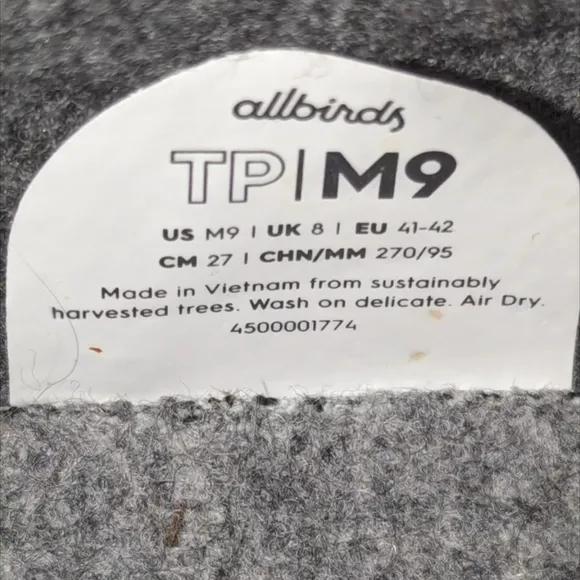 allbirds
TP|M9
US M9 | UK 8 | EU 41-42
CM 27 | CHN/MM 270/95
Made in Vietnam from sustainably
harvested trees. Wash on delicate. Air Dry.
4500001774